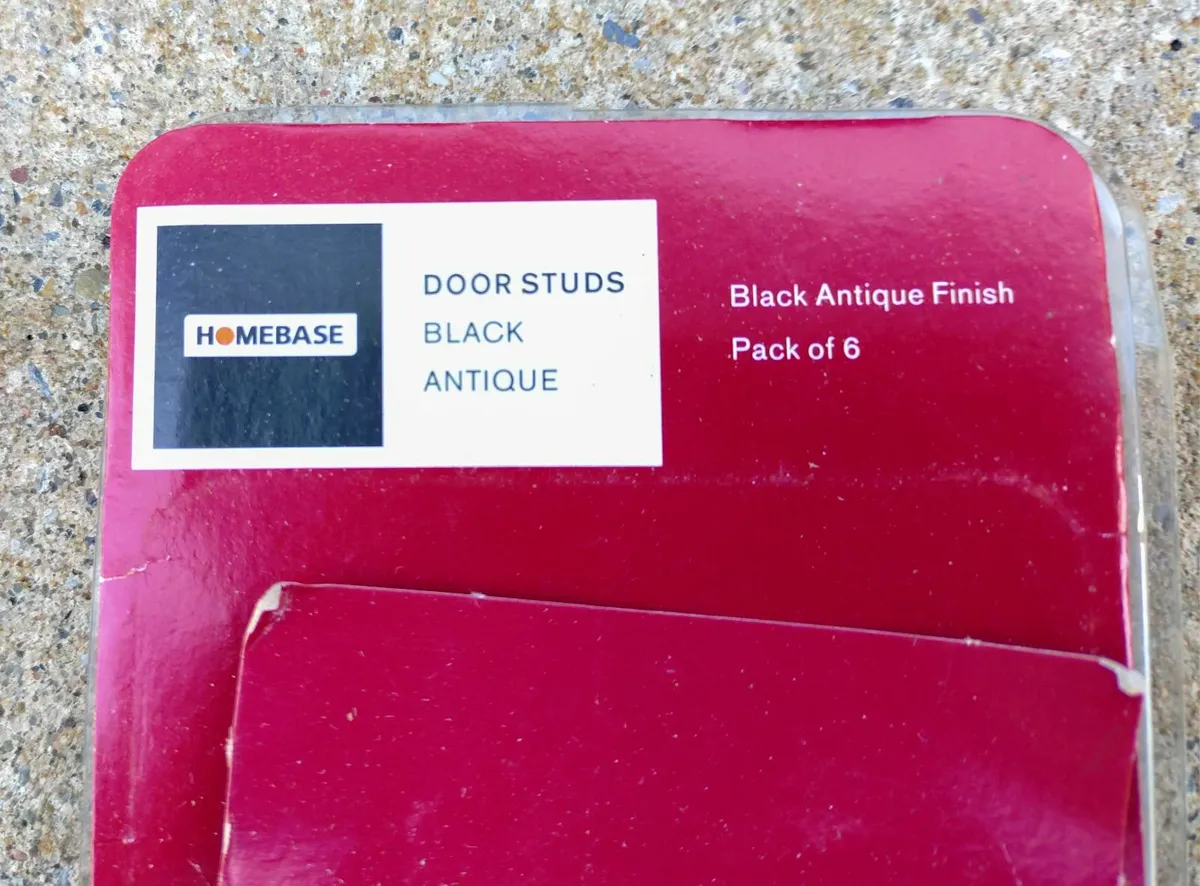 HOMEBASE
DOOR STUDS
BLACK
ANTIQUE
Black Antique Finish
Pack of 6